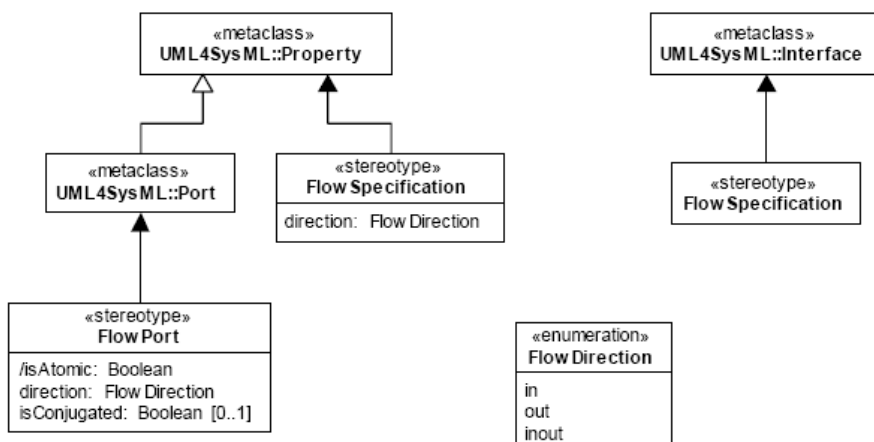 «metaclass»
UML4SysML::Property
«metaclass»
UML4SysML::Interface
«metaclass»
UML4SysML::Port
«stereotype»
Flow Specification
direction: Flow Direction
«stereotype»
Flow Specification
«stereotype»
Flow Port
/isAtomic: Boolean
direction: Flow Direction
isConjugated: Boolean [0..1]
«enumeration»
Flow Direction
in
out
inout